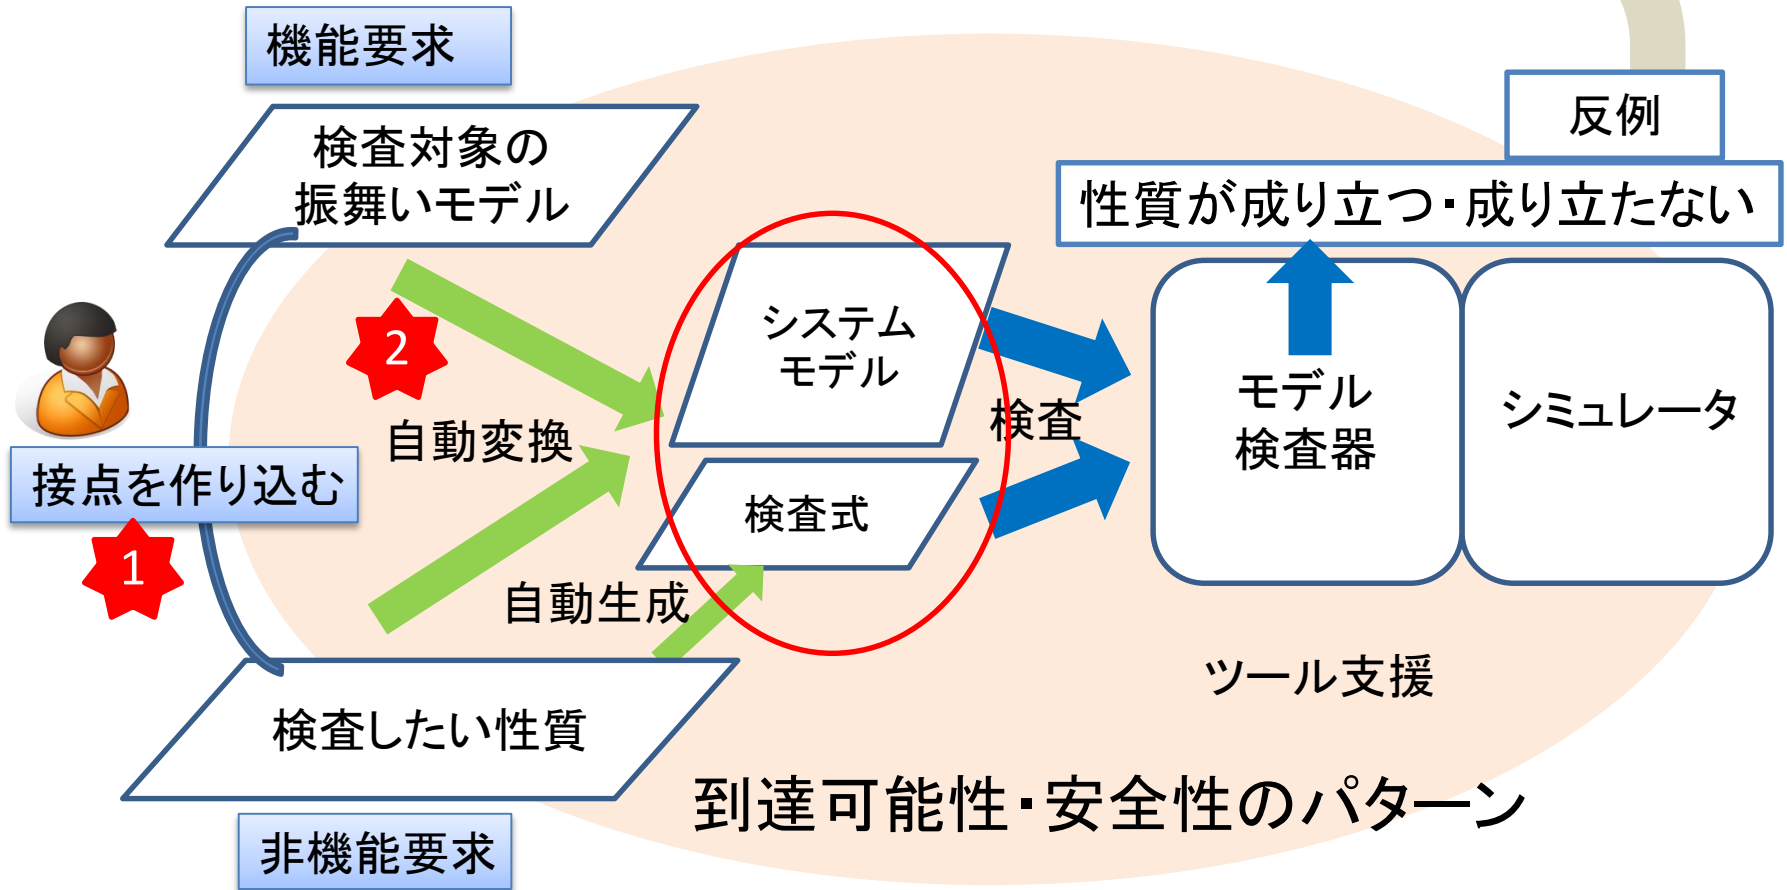 機能要求
検査対象の
振舞いモデル
反例
性質が成り立つ・成り立たない
システム
モデル
2
自動変換
検査
モデル
検査器
シミュレータ
接点を作り込む
1
検査式
自動生成
ツール支援
検査したい性質
到達可能性・安全性のパターン
非機能要求